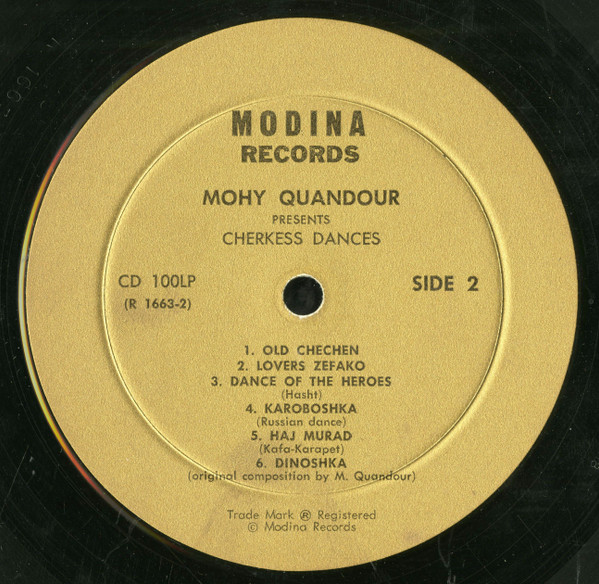 MODINA
RECORDS
MOHY QUANDOUR
PRESENTS
CHERKESS DANCES
CD 100LP
(R 1663-2)
SIDE 2
1. OLD CHECHEN
2. LOVERS ZEFAKO
3. DANCE OF THE HEROES
(Hasht)
4. KAROBOSHKA
(Russian dance)
5. HAJ MURAD
(Kafa-Karapet)
6. DINOSHKA
(original composition by M. Quandour)
Trade Mark ® Registered
© Modina Records